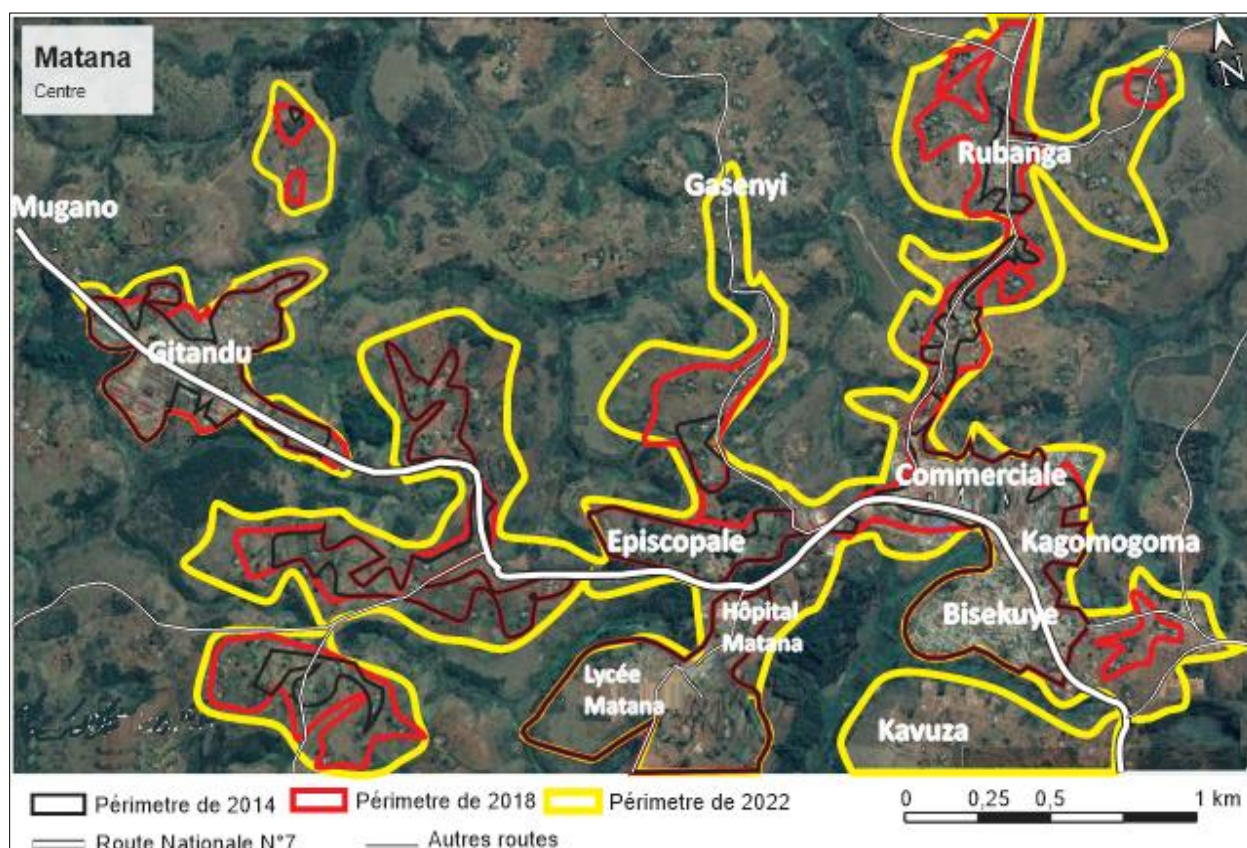 Matana
Centre
N
Mugano
Gasenyi
Rubanga
Gitandu
Commerciale
Episcopale
Kagomogoma
Hôpital
Matana
Bisekuye
Lycée
Matana
Kavuza
Périmetre de 2014
Périmetre de 2018
Périmetre de 2022
0 0,25 0,5 1 km
Route Nationale N°7
Autres routes